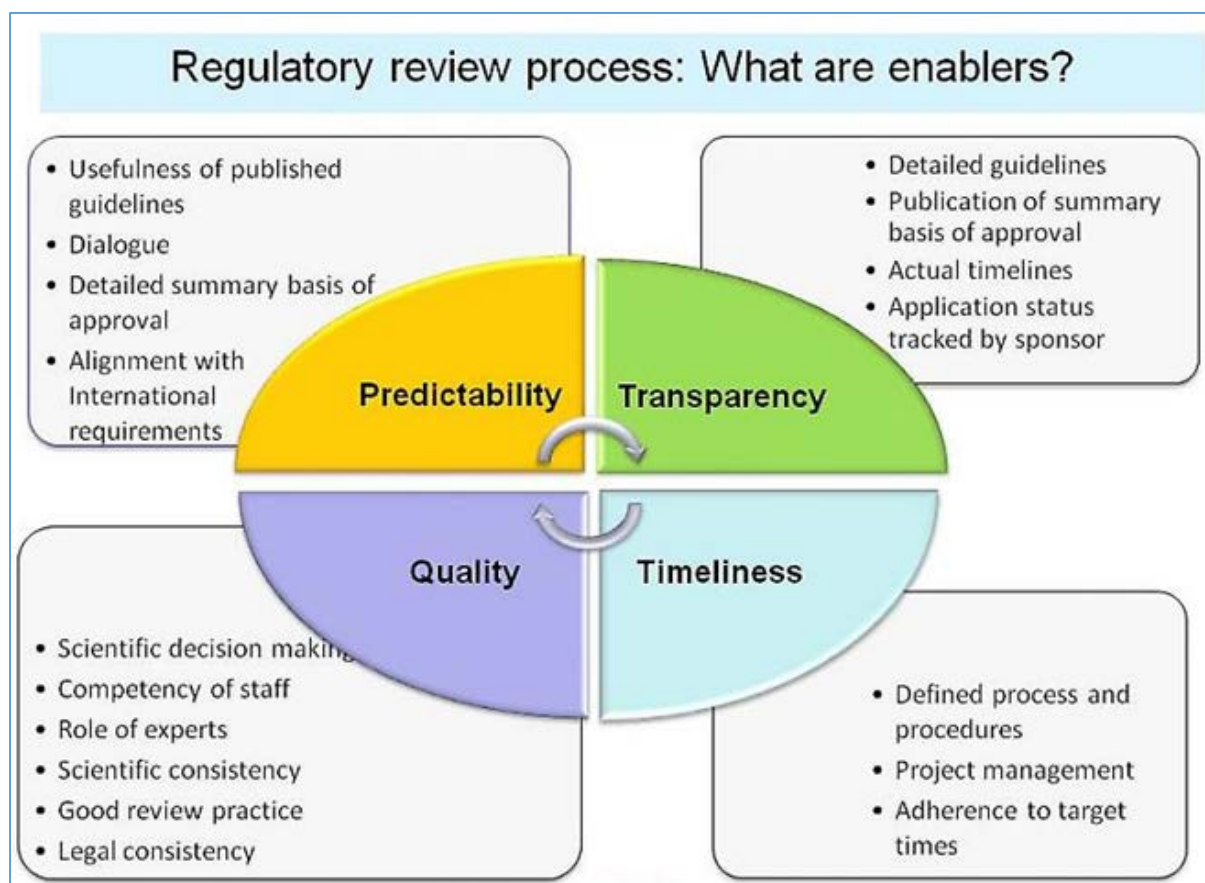 Regulatory review process: What are enablers?
• Usefulness of published
guidelines
• Dialogue
• Detailed summary basis of
approval
• Alignment with
International
requirements
• Detailed guidelines
• Publication of summary
basis of approval
• Actual timelines
• Application status
tracked by sponsor
Predictability
Transparency
Quality
Timeliness
• Scientific decision making
• Competency of staff
• Role of experts
• Scientific consistency
• Good review practice
• Legal consistency
• Defined process and
procedures
• Project management
• Adherence to target
times